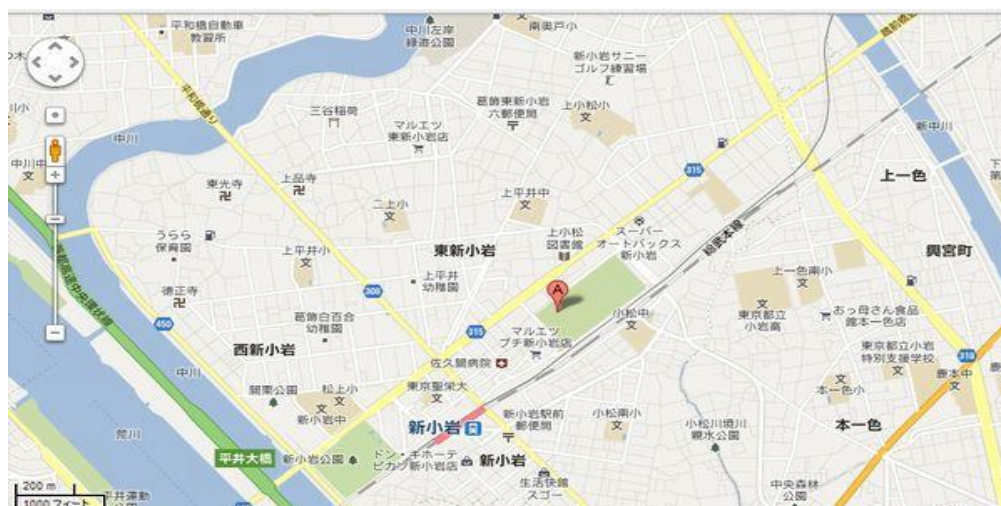 平和橋自動車
教習所
中川左岸
緑道公園
南奥戸小
新小岩サニー
ゴルフ練習場
平和橋通り
三谷稲荷
マルエツ
東新小岩店
葛飾東新小岩
六郵便局
上小松小
新中川
中川
中川中
315
上一色
東光寺
上品寺
二上小
上平井中
上小松
図書館
スーパー
オートバックス
新小岩
総武本線
うらら
保育園
上平井小
東新小岩
興宮町
上平井
幼稚園
A
上一色南小
徳正寺
308
450
葛飾白百合
幼稚園
315
マルエツ
プチ新小岩店
小松中
東京都立
小岩高
おっ母さん食品
館本一色店
西新小岩
佐久間病院
東京都立小岩
特別支援学校
318
鹿本中
中川
松上小
東京聖栄大
本一色小
新小岩中
新小岩
新小岩駅前
郵便局
小松南小
小松川境川
親水公園
本一色
荒川
平井大橋
新小岩公園
ドン・キホーテ
ピカソ新小岩店
新小岩
生活快館
スゴー
中央森林
公園
200 m
1000 フィート
平井運動
公園